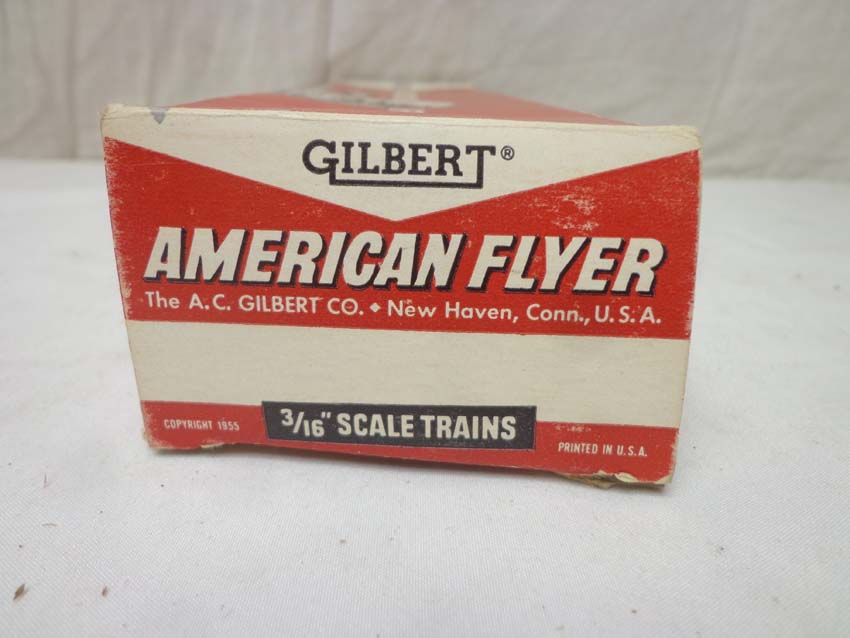 GILBERT®
AMERICAN FLYER
The A.C. GILBERT CO. ◆ New Haven, Conn., U.S.A.
COPYRIGHT 1955
3/16" SCALE TRAINS
PRINTED IN U.S.A.